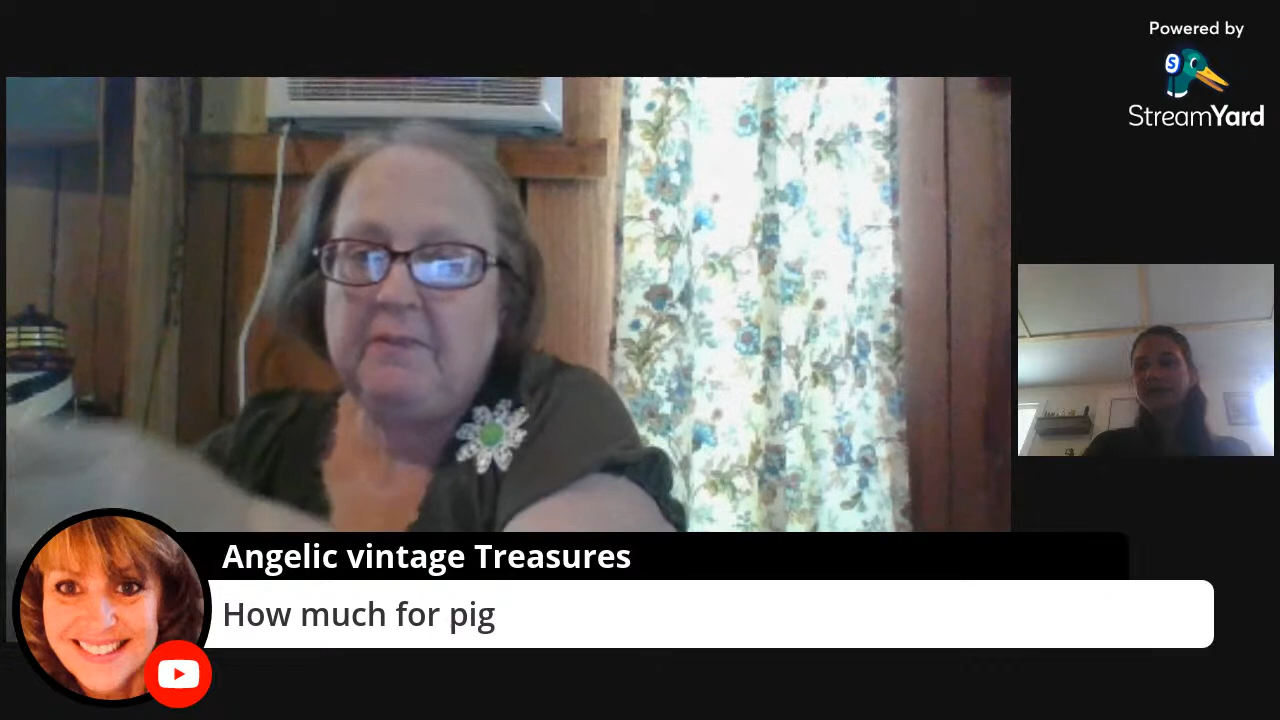 Powered by
S
StreamYard
Angelic vintage Treasures
How much for pig